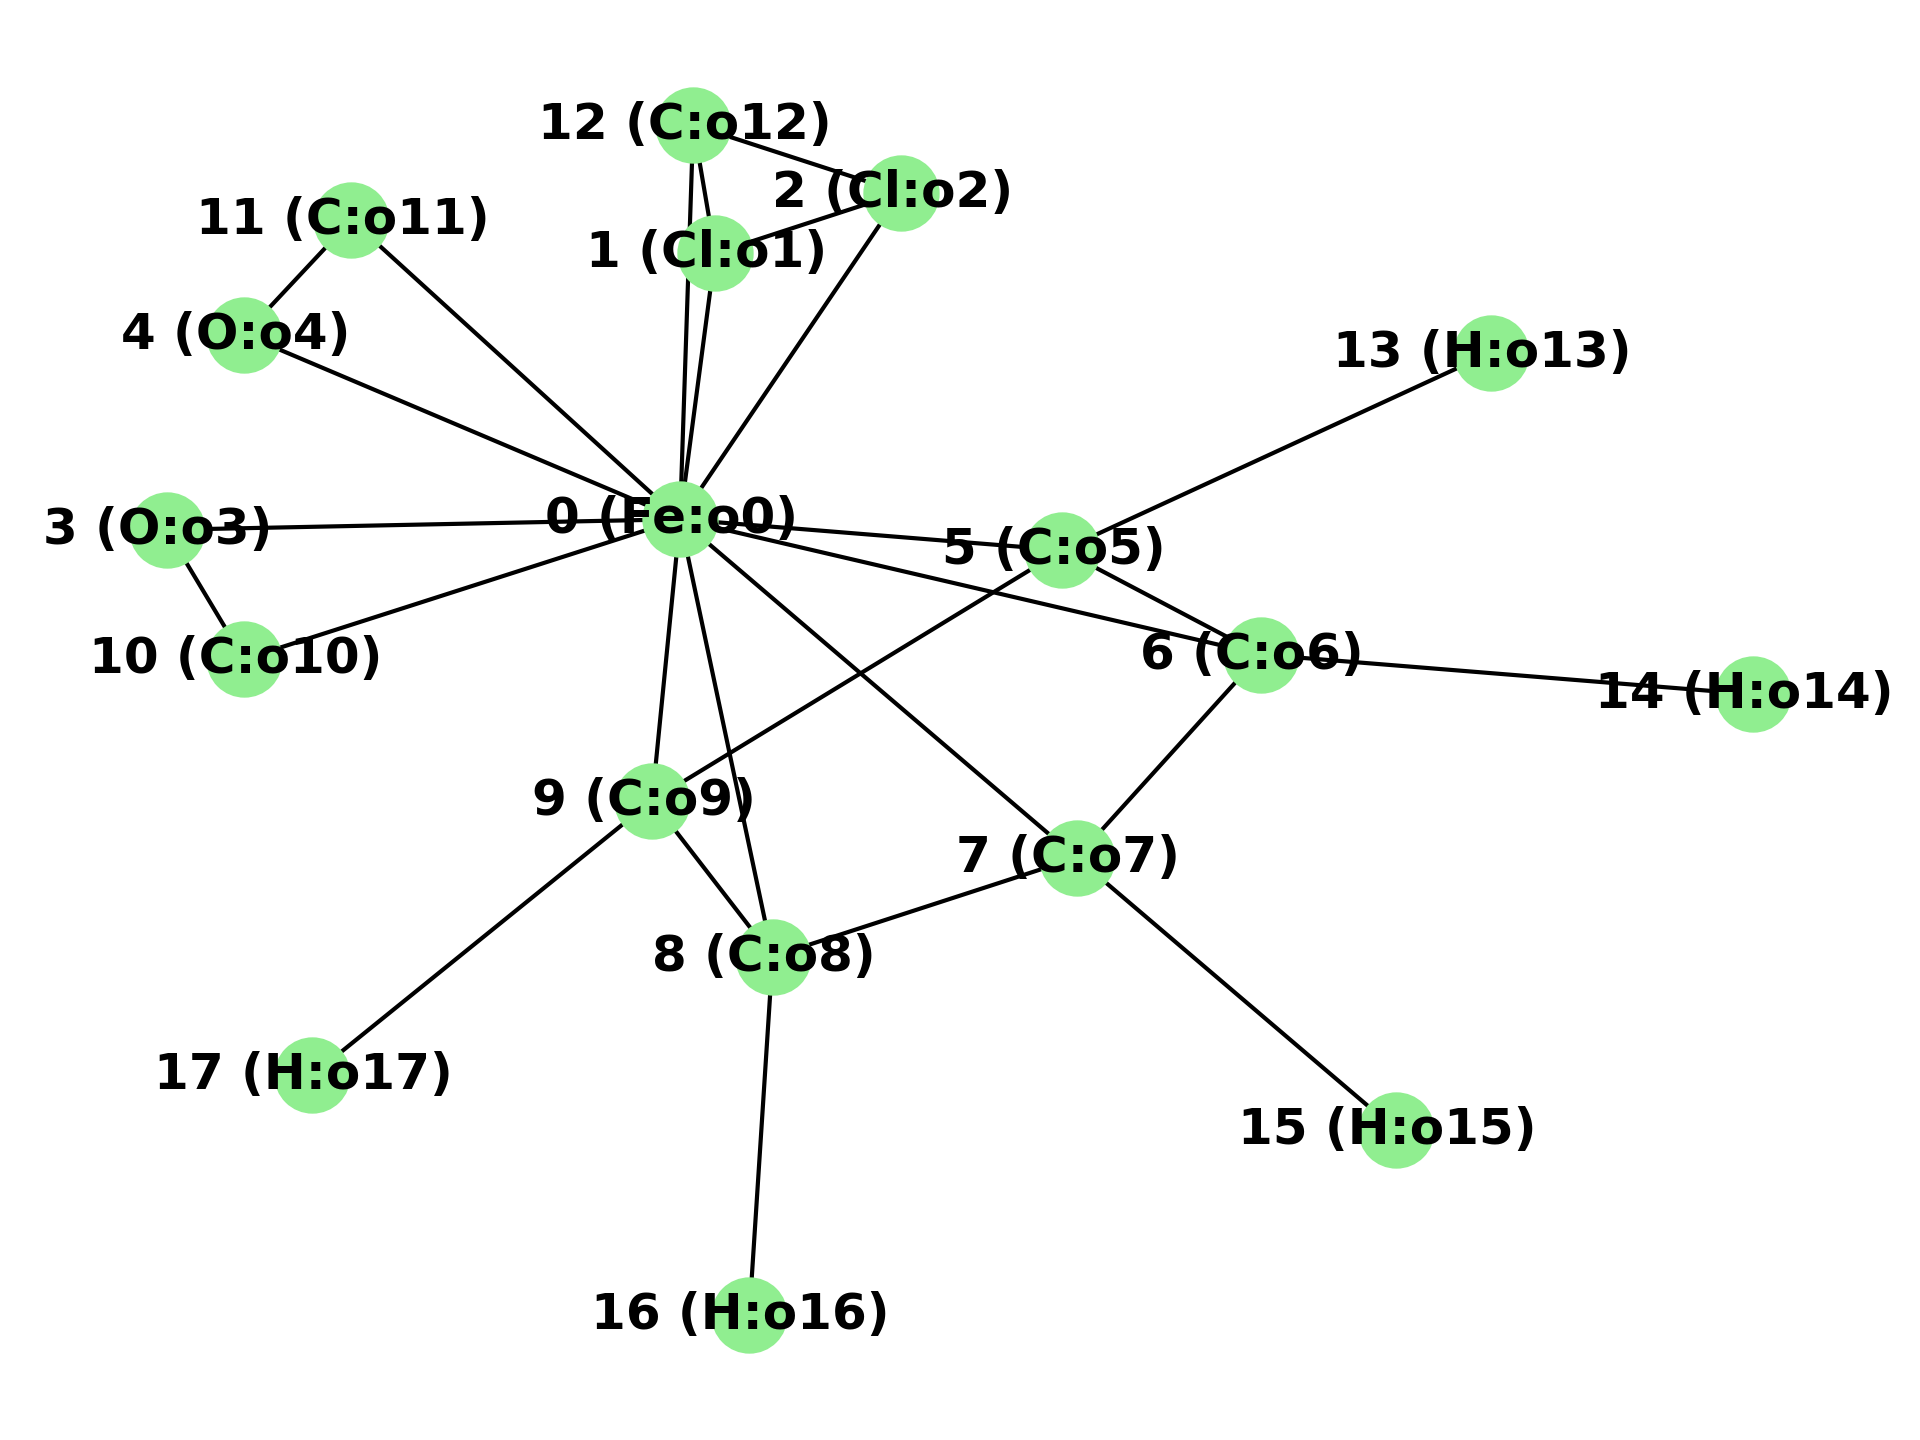 12 (C:o12)
2 (Cl:o2)
11 (C:o11)
1 (Cl:o1)
4 (O:o4)
13 (H:o13)
0 (Fe:o0)
3 (O:o3)
5 (C:o5)
10 (C:o10)
6 (C:o6)
14 (H:o14)
9 (C:o9)
7 (C:o7)
8 (C:o8)
17 (H:o17)
15 (H:o15)
16 (H:o16)